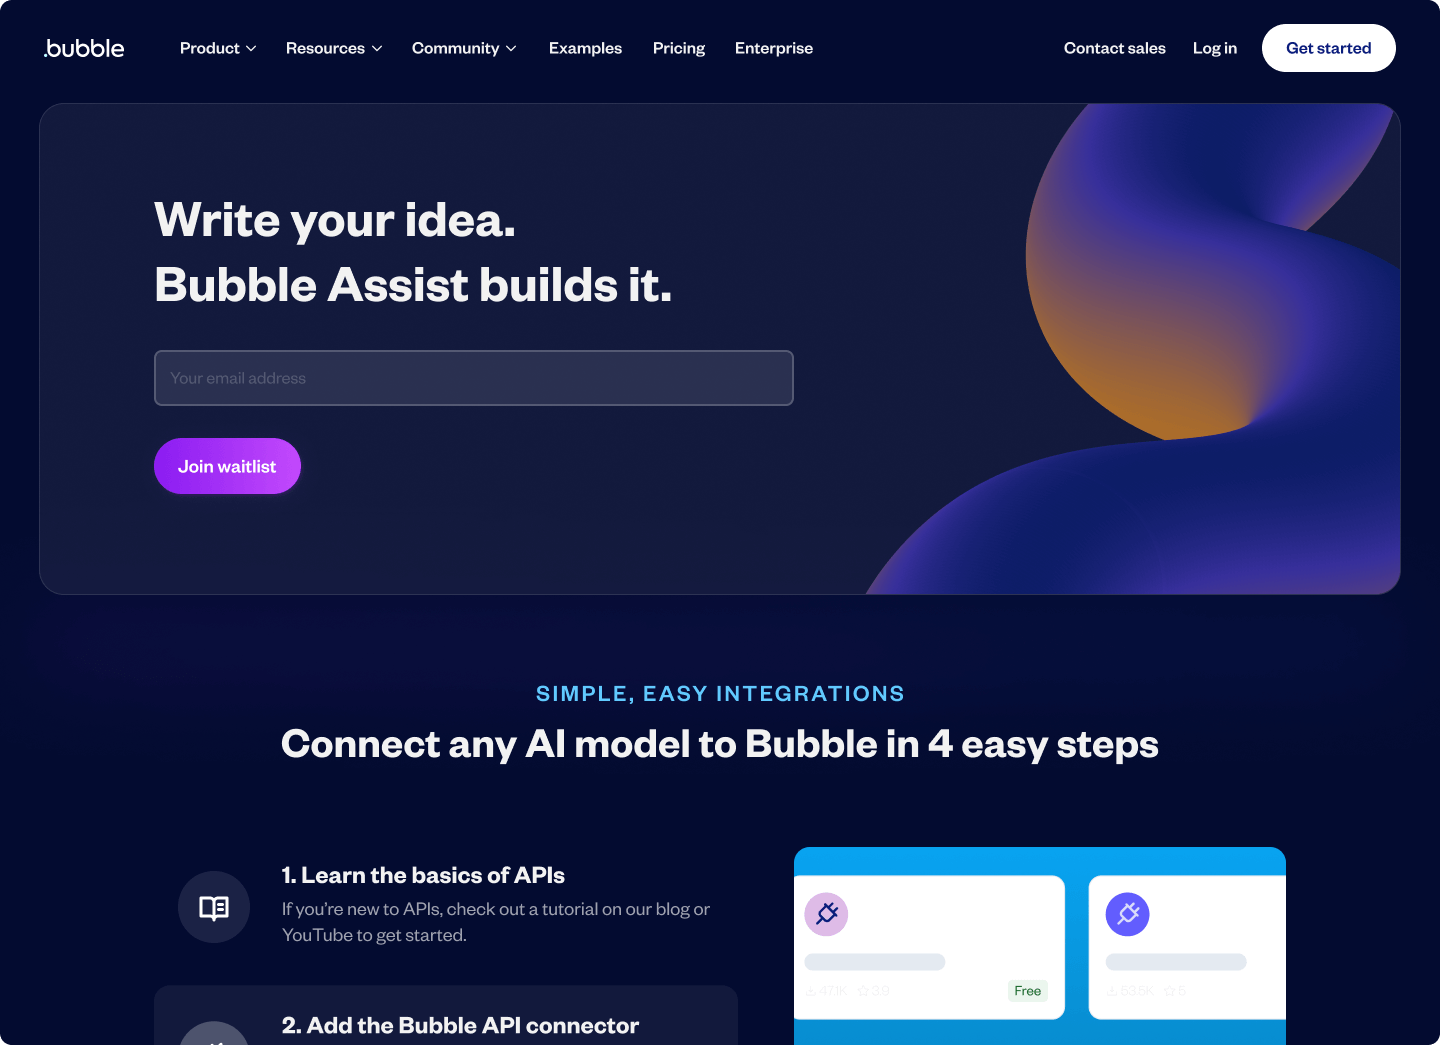 .bubble
Product
Resources
Community
Examples
Pricing
Enterprise
Contact sales
Log in
Get started
Write your idea.
Bubble Assist builds it.
Your email address
Join waitlist
SIMPLE, EASY INTEGRATIONS
Connect any AI model to Bubble in 4 easy steps
1. Learn the basics of APIs
If you’re new to APIs, check out a tutorial on our blog or
YouTube to get started.
2. Add the Bubble API connector
47.1K 3.9
Free
53.5K 5